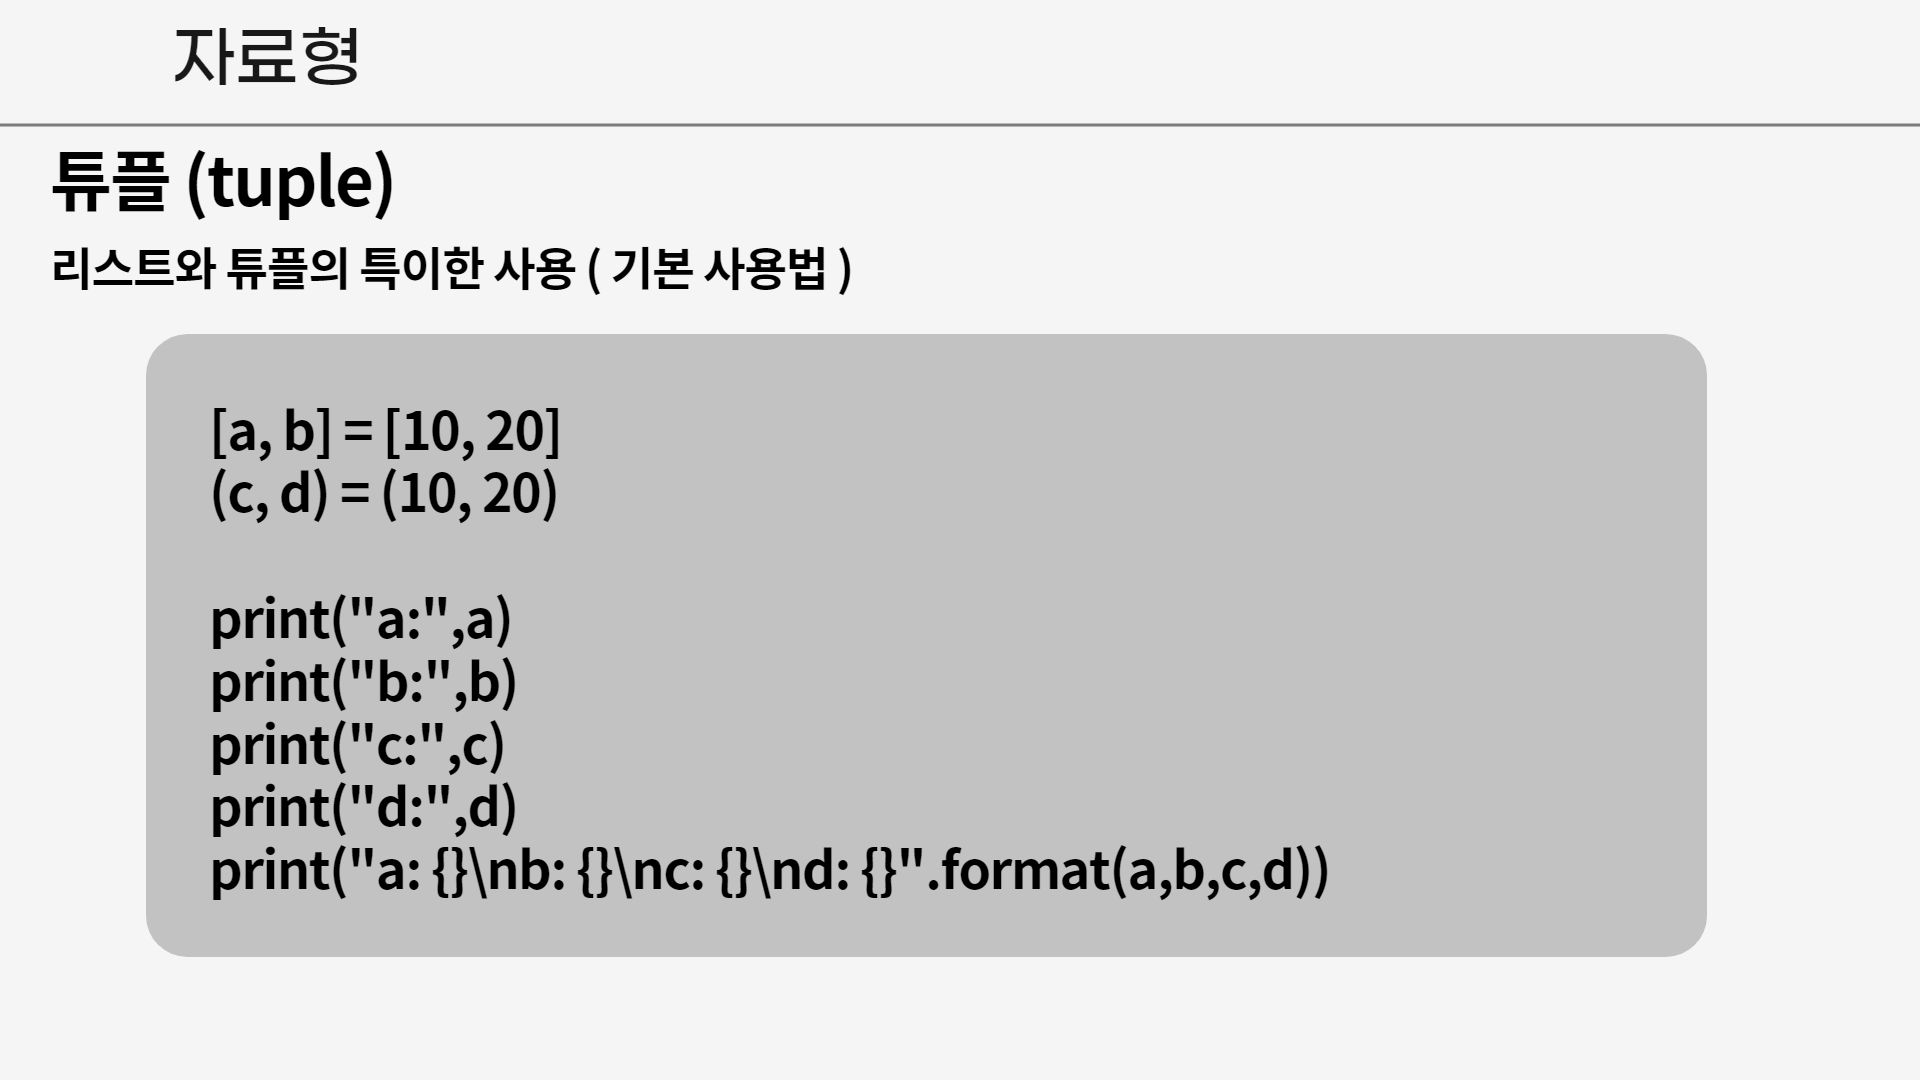 자료형
튜플 (tuple)
리스트와 튜플의 특이한 사용 ( 기본 사용법 )
[a, b] = [10, 20]
(c, d) = (10, 20)
print("a:",a)
print("b:",b)
print("c:",c)
print("d:",d)
print("a: {}\nb: {}\nc: {}\nd: {}".format(a,b,c,d))